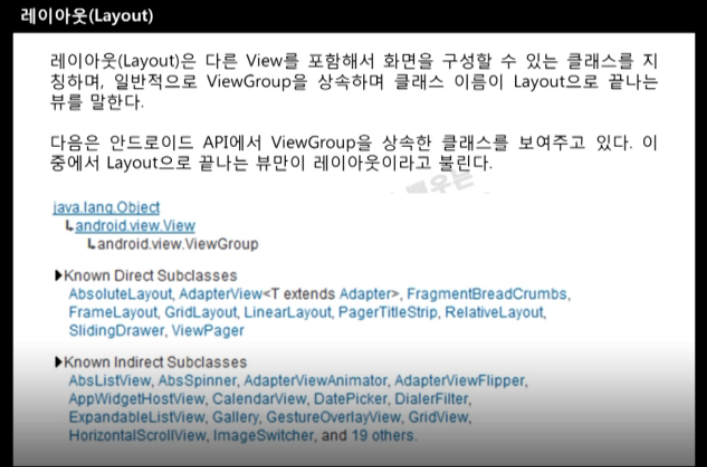 레이아웃(Layout)
레이아웃(Layout)은 다른 View를 포함해서 화면을 구성할 수 있는 클래스를 지
칭하며, 일반적으로 ViewGroup을 상속하며 클래스 이름이 Layout으로 끝나는
뷰를 말한다.
다음은 안드로이드 API에서 ViewGroup을 상속한 클래스를 보여주고 있다. 이
중에서 Layout으로 끝나는 뷰만이 레이아웃이라고 불린다.
배우는
java.lang.Object
┗android.view.View
┗android.view.ViewGroup
▶Known Direct Subclasses
AbsoluteLayout, AdapterView<T extends Adapter>, FragmentBreadCrumbs,
FrameLayout, GridLayout, LinearLayout, PagerTitleStrip, RelativeLayout,
SlidingDrawer, ViewPager
▶Known Indirect Subclasses
AbsListView, AbsSpinner, AdapterViewAnimator, AdapterViewFlipper,
AppWidgetHostView, CalendarView, DatePicker, DialerFilter,
ExpandableListView, Gallery, GestureOverlayView, GridView,
HorizontalScrollView, ImageSwitcher, and 19 others.